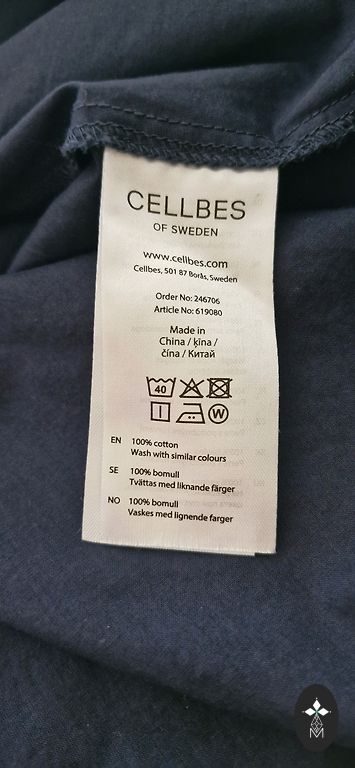 CELLBES
OF SWEDEN
www.cellbes.com
Cellbes, 501 87 Borås, Sweden
Order No: 246706
Article No: 619080
Made in
China / ķīna /
čína / Китай
40
W
EN 100% cotton
Wash with similar colours
SE 100% bomull
Tvättas med liknande färger
NO 100% bomull
Vaskes med lignende farger
M